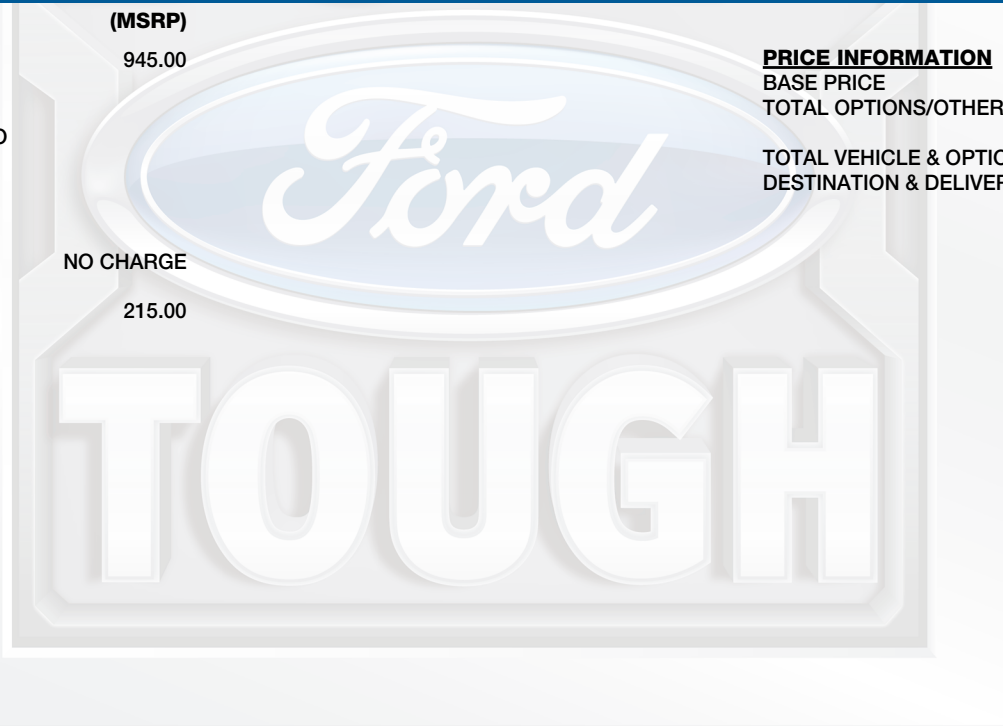 (MSRP)
945.00
NO CHARGE
215.00
PRICE INFORMATION
BASE PRICE
TOTAL OPTIONS/OTHER
TOTAL VEHICLE & OPTIO
DESTINATION & DELIVER
Ford
TOUGH